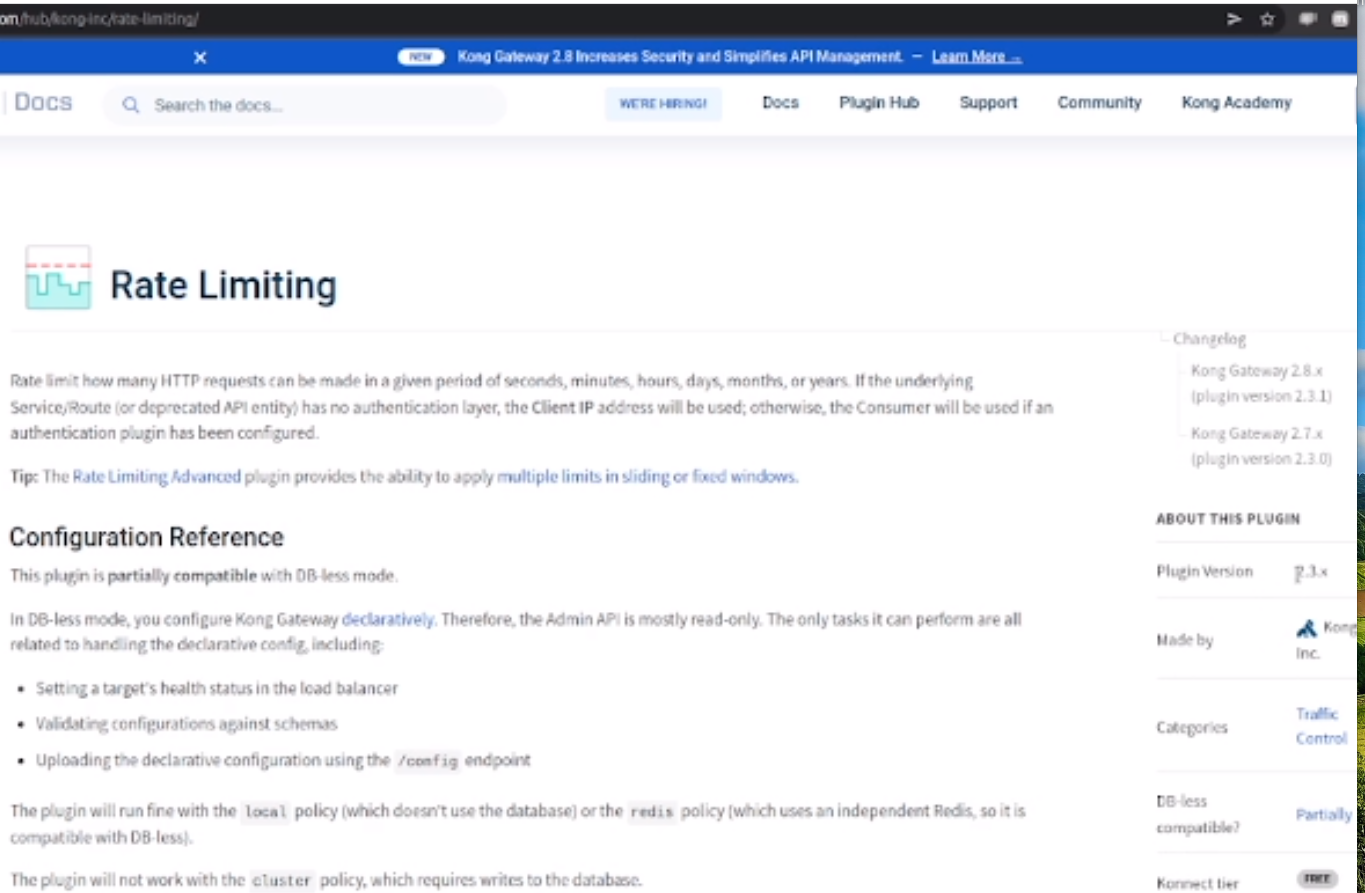 om/hub/kong-inc/rate-limiting/
NEW Kong Gateway 2.8 Increases Security and Simplifies API Management. — Learn More →
Docs Search the docs... WE'RE HIRING! Docs Plugin Hub Support Community Kong Academy
Rate Limiting
Rate limit how many HTTP requests can be made in a given period of seconds, minutes, hours, days, months, or years. If the underlying
Service/Route (or deprecated API entity) has no authentication layer, the Client IP address will be used; otherwise, the Consumer will be used if an
authentication plugin has been configured.
Tip: The Rate Limiting Advanced plugin provides the ability to apply multiple limits in sliding or fixed windows.
Configuration Reference
This plugin is partially compatible with DB-less mode.
In DB-less mode, you configure Kong Gateway declaratively. Therefore, the Admin API is mostly read-only. The only tasks it can perform are all
related to handling the declarative config, including:
• Setting a target's health status in the load balancer
• Validating configurations against schemas
• Uploading the declarative configuration using the /config endpoint
The plugin will run fine with the local policy (which doesn't use the database) or the redis policy (which uses an independent Redis, so it is
compatible with DB-less).
The plugin will not work with the cluster policy, which requires writes to the database.
Changelog
Kong Gateway 2.8.x
(plugin version 2.3.1)
Kong Gateway 2.7.x
(plugin version 2.3.0)
ABOUT THIS PLUGIN
Plugin Version 2.3.x
Made by Kong
Inc.
Categories Traffic
Control
DB-less
compatible? Partially
Konnect tier FREE